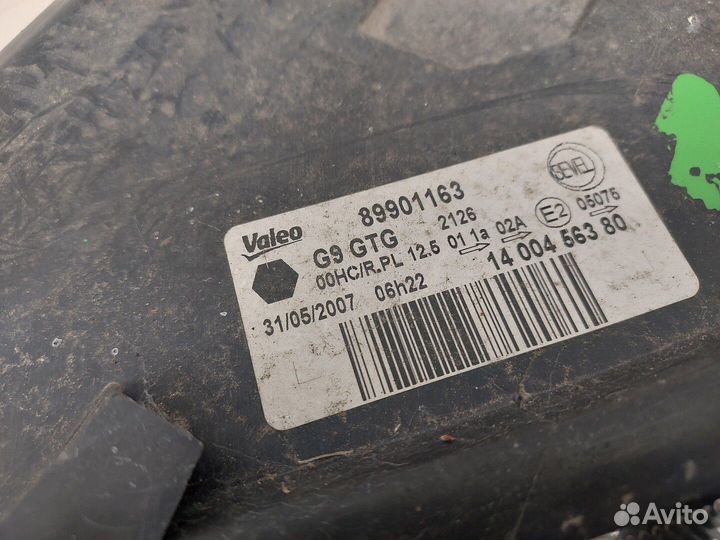 Valeo
89901163
SEVEL
G9 GTG 2126
00HC/R.PL 12.5 01 1a 02A E2 05075
31/05/2007 06h22
14 004 563 80
Avito